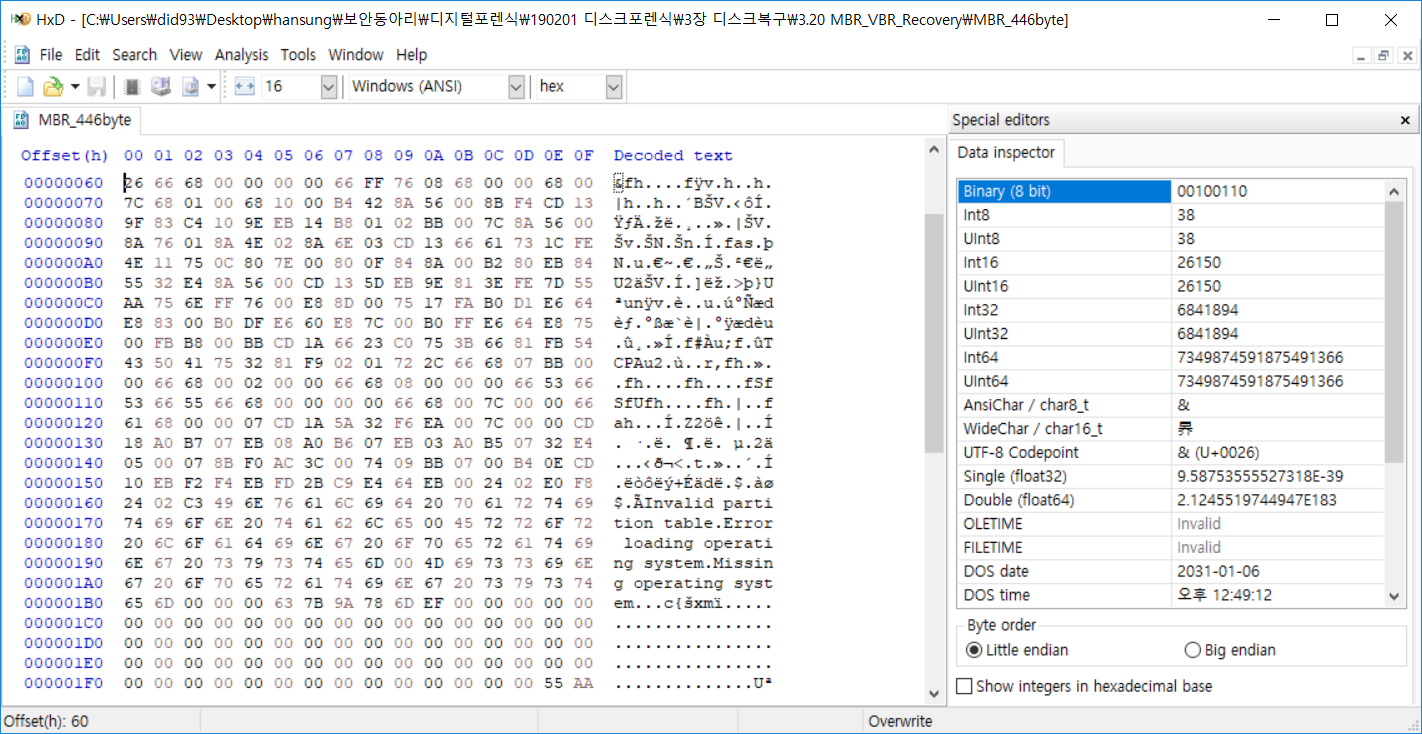 HxD - [C:₩Users₩did93₩Desktop₩hansung₩보안동아리₩디지털포렌식₩190201 디스크포렌식₩3장 디스크복구₩3.20 MBR_VBR_Recovery₩MBR_446byte]
File Edit Search View Analysis Tools Window Help
16 Windows (ANSI) hex
MBR_446byte
Offset(h) 00 01 02 03 04 05 06 07 08 09 0A 0B 0C 0D 0E 0F Decoded text
00000060 26 66 68 00 00 00 00 66 FF 76 08 68 00 00 68 00 &fh....fÿv.h..h.
00000070 7C 68 01 00 68 10 00 B4 42 8A 56 00 8B F4 CD 13 |h..h..´BŠV.‹ôÍ.
00000080 9F 83 C4 10 9E EB 14 B8 01 02 BB 00 7C 8A 56 00 ŸƒÄ.žë.¸..».|ŠV.
00000090 8A 76 01 8A 4E 02 8A 6E 03 CD 13 66 61 73 1C FE Šv.ŠN.Šn.Í.fas.þ
000000A0 4E 11 75 0C 80 7E 00 80 0F 84 8A 00 B2 80 EB 84 N.u.€~.€.„Š.²€ë„
000000B0 55 32 E4 8A 56 00 CD 13 5D EB 9E 81 3E FE 7D 55 U2äŠV.Í.]ëž.>þ}U
000000C0 AA 75 6E FF 76 00 E8 8D 00 75 17 FA B0 D1 E6 64 ªunÿv.è..u.ú°Ñæd
000000D0 E8 83 00 B0 DF E6 60 E8 7C 00 B0 FF E6 64 E8 75 èƒ.°ßæ`è|.°ÿædèu
000000E0 00 FB B8 00 BB CD 1A 66 23 C0 75 3B 66 81 FB 54 .û¸.»Í.f#Àu;f.ûT
000000F0 43 50 41 75 32 81 F9 02 01 72 2C 66 68 07 BB 00 CPAu2.ù..r,fh.».
00000100 00 66 68 00 02 00 00 66 68 08 00 00 00 66 53 66 .fh....fh....fSf
00000110 53 66 55 66 68 00 00 00 00 66 68 00 7C 00 00 66 SfUfh....fh.|..f
00000120 61 68 00 00 07 CD 1A 5A 32 F6 EA 00 7C 00 00 CD ah...Í.Z2öê.|..Í
00000130 18 A0 B7 07 EB 08 A0 B6 07 EB 03 A0 B5 07 32 E4 . ·.ë. ¶.ë. µ.2ä
00000140 05 00 07 8B F0 AC 3C 00 74 09 BB 07 00 B4 0E CD ...‹ð¬<.t.»..´.Í
00000150 10 EB F2 F4 EB FD 2B C9 E4 64 EB 00 24 02 E0 F8 .ëòôëý+Éädë.$.àø
00000160 24 02 C3 49 6E 76 61 6C 69 64 20 70 61 72 74 69 $.ÃInvalid parti
00000170 74 69 6F 6E 20 74 61 62 6C 65 00 45 72 72 6F 72 tion table.Error
00000180 20 6C 6F 61 64 69 6E 67 20 6F 70 65 72 61 74 69 loading operati
00000190 6E 67 20 73 79 73 74 65 6D 00 4D 69 73 73 69 6E ng system.Missin
000001A0 67 20 6F 70 65 72 61 74 69 6E 67 20 73 79 73 74 g operating syst
000001B0 65 6D 00 00 00 63 7B 9A 78 6D EF 00 00 00 00 00 em...c{šxmï.....
000001C0 00 00 00 00 00 00 00 00 00 00 00 00 00 00 00 00 ................
000001D0 00 00 00 00 00 00 00 00 00 00 00 00 00 00 00 00 ................
000001E0 00 00 00 00 00 00 00 00 00 00 00 00 00 00 00 00 ................
000001F0 00 00 00 00 00 00 00 00 00 00 00 00 00 00 55 AA ..............Uª
Special editors
Data inspector
Binary (8 bit) 00100110
Int8 38
UInt8 38
Int16 26150
UInt16 26150
Int32 6841894
UInt32 6841894
Int64 7349874591875491366
UInt64 7349874591875491366
AnsiChar / char8_t &
WideChar / char16_t 昦
UTF-8 Codepoint & (U+0026)
Single (float32) 9.58753555527318E-39
Double (float64) 2.1245519744947E183
OLETIME Invalid
FILETIME Invalid
DOS date 2031-01-06
DOS time 오후 12:49:12
Byte order
Little endian Big endian
Show integers in hexadecimal base
Offset(h): 60 Overwrite